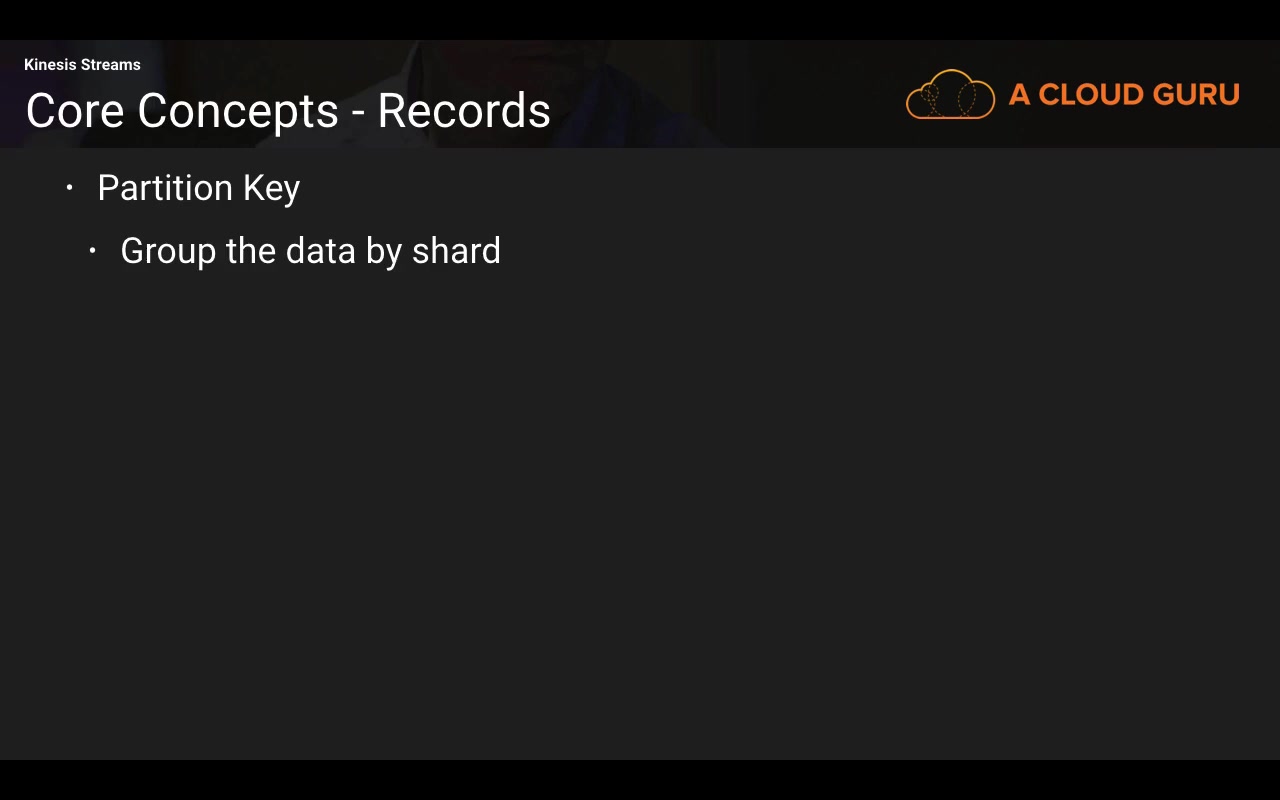 Kinesis Streams
Core Concepts - Records
A CLOUD GURU
• Partition Key
• Group the data by shard